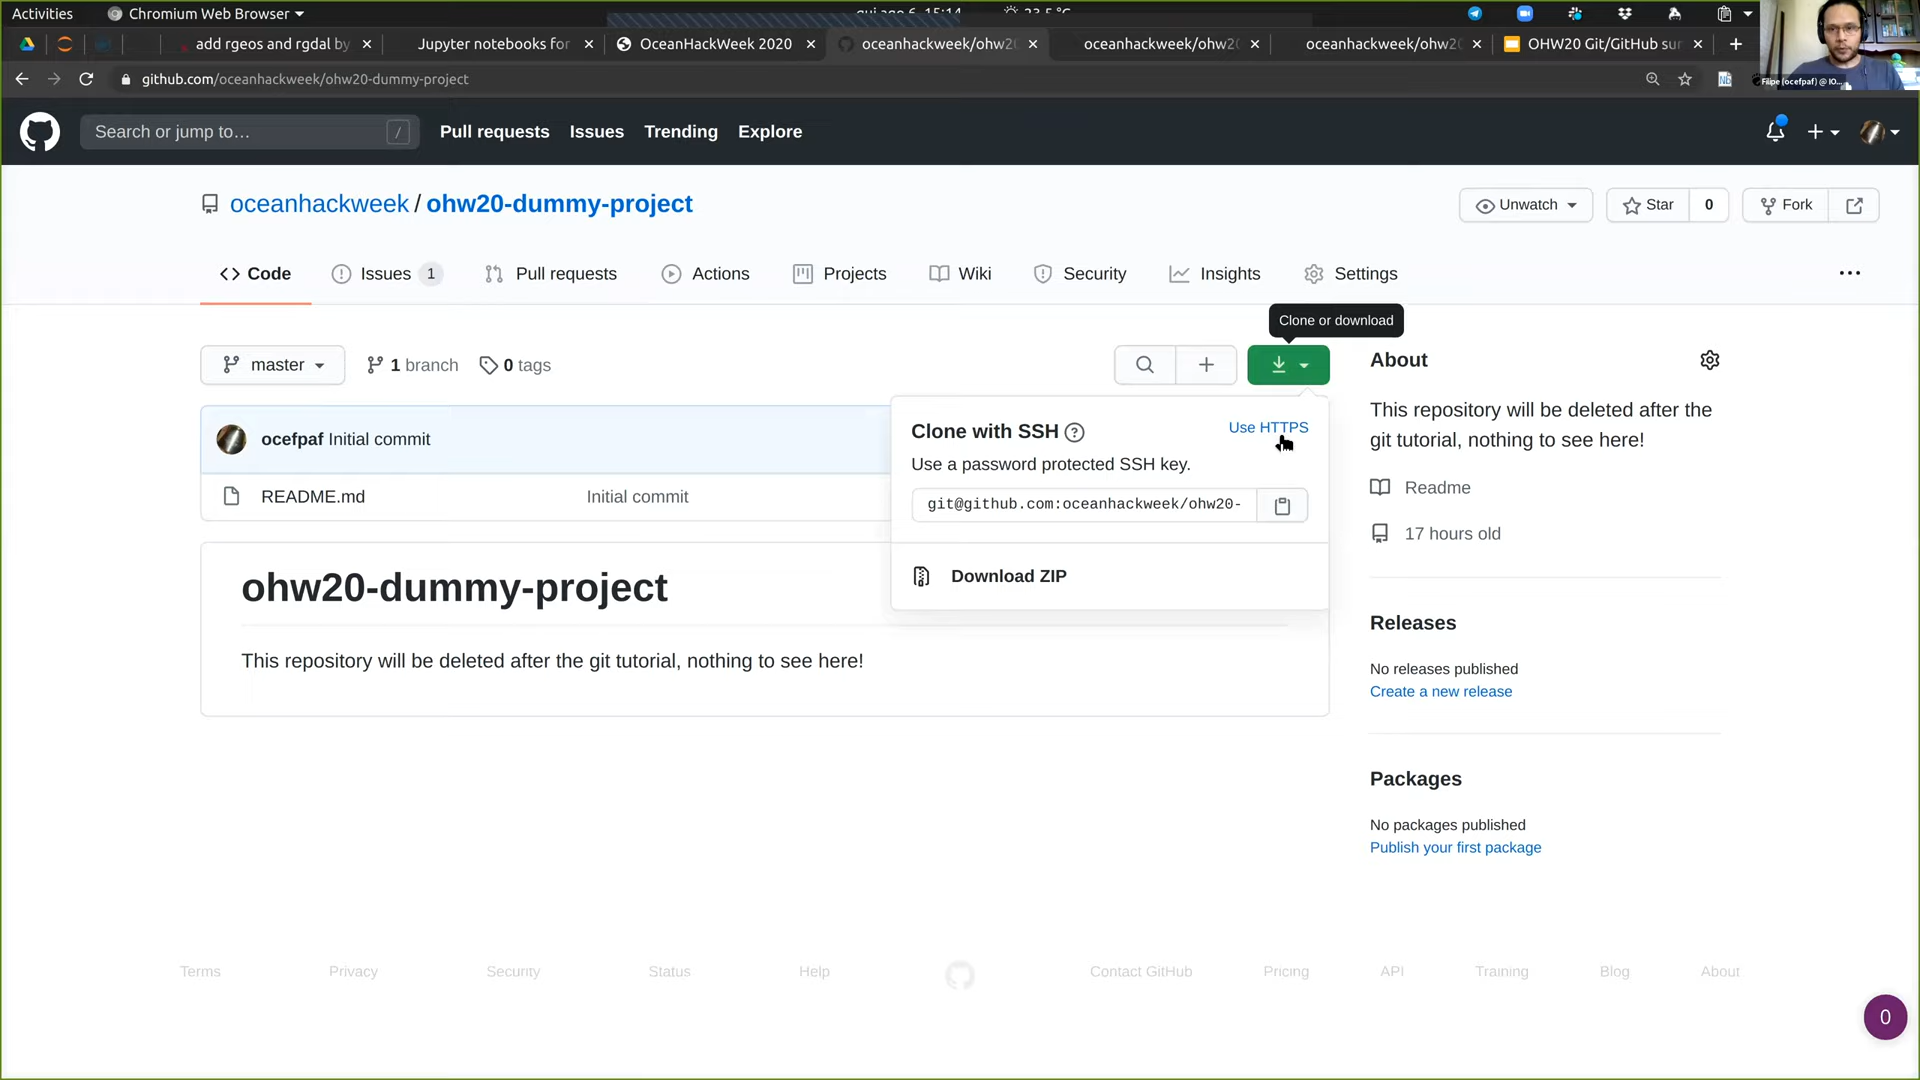 Activities
Chromium Web Browser
add rgeos and rgdal by
Jupyter notebooks for
OceanHackWeek 2020
oceanhackweek/ohw20
oceanhackweek/ohw20
oceanhackweek/ohw20
OHW20 Git/GitHub su
github.com/oceanhackweek/ohw20-dummy-project
Filipe (ocefpaf) @ IO...
Search or jump to…
/
Pull requests
Issues
Trending
Explore
oceanhackweek / ohw20-dummy-project
Unwatch
Star
0
Fork
Code
Issues 1
Pull requests
Actions
Projects
Wiki
Security
Insights
Settings
Clone or download
master
1 branch
0 tags
About
This repository will be deleted after the
git tutorial, nothing to see here!
Readme
17 hours old
ocefpaf Initial commit
README.md
Initial commit
Clone with SSH
Use HTTPS
Use a password protected SSH key.
git@github.com:oceanhackweek/ohw20-
Download ZIP
ohw20-dummy-project
This repository will be deleted after the git tutorial, nothing to see here!
Releases
No releases published
Create a new release
Packages
No packages published
Publish your first package
Terms
Privacy
Security
Status
Help
Contact GitHub
Pricing
API
Training
Blog
About
0